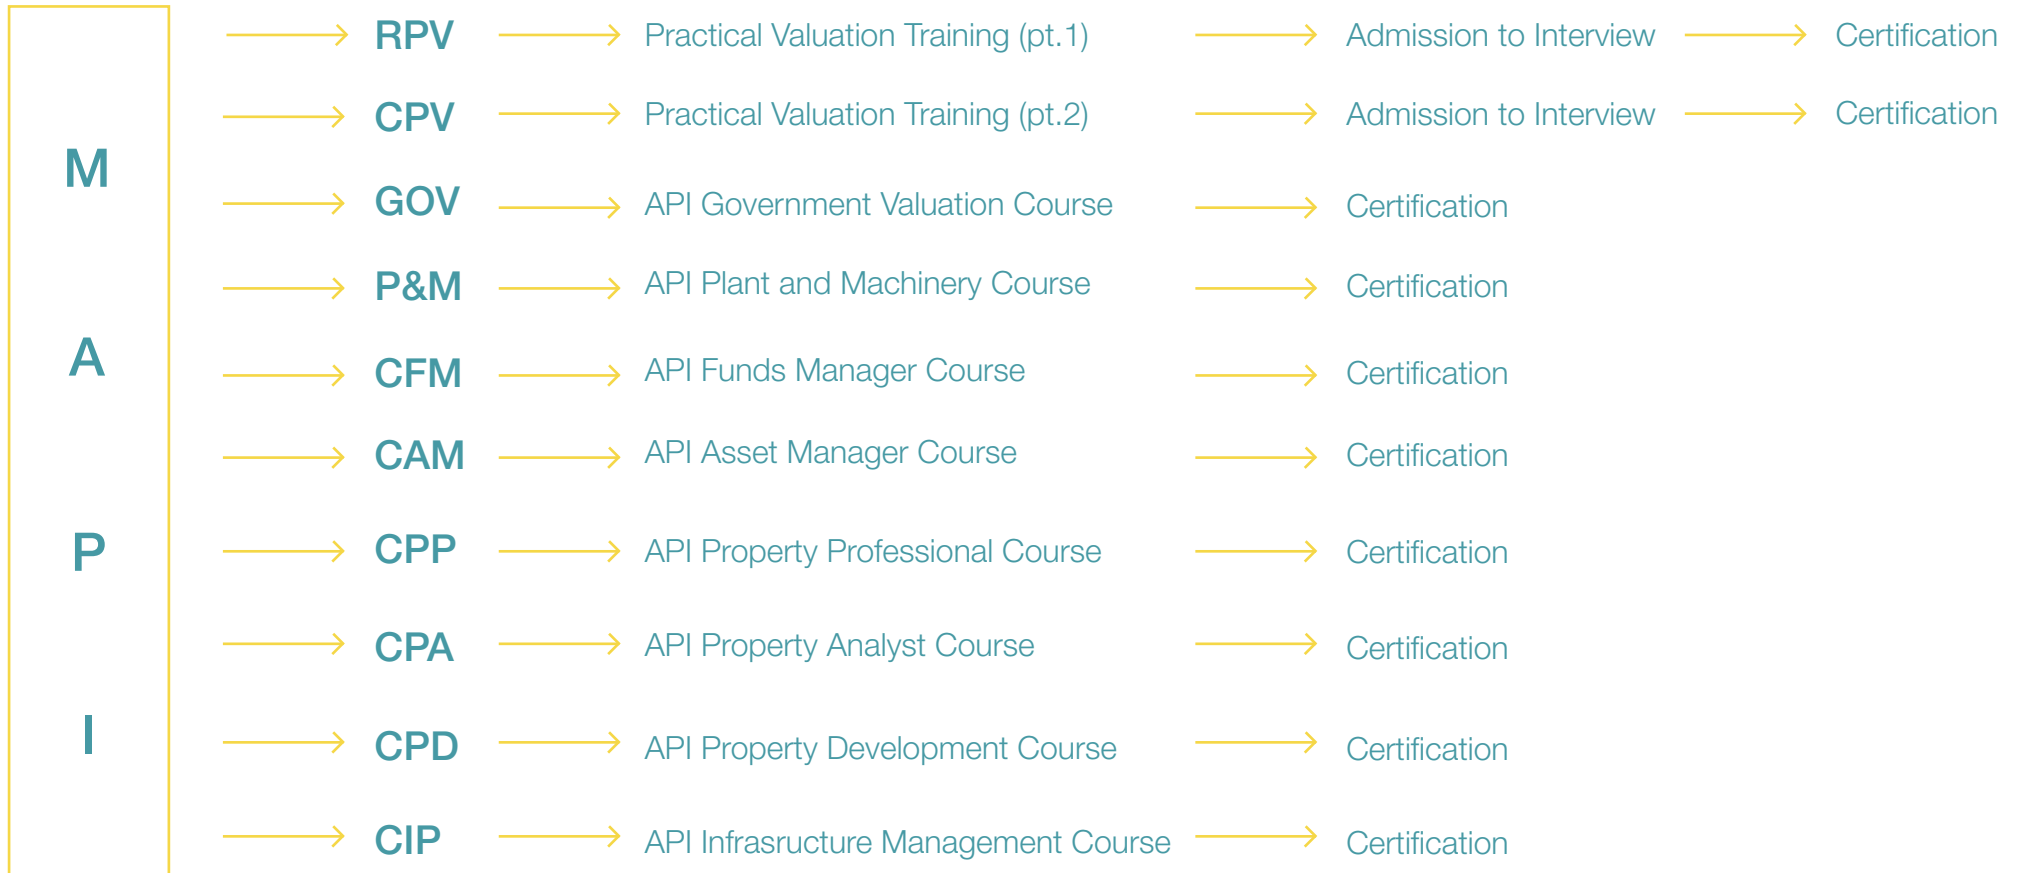 MAPI
RPV Practical Valuation Training (pt.1) Admission to Interview Certification
CPV Practical Valuation Training (pt.2) Admission to Interview Certification
GOV API Government Valuation Course Certification
P&M API Plant and Machinery Course Certification
CFM API Funds Manager Course Certification
CAM API Asset Manager Course Certification
CPP API Property Professional Course Certification
CPA API Property Analyst Course Certification
CPD API Property Development Course Certification
CIP API Infrasructure Management Course Certification